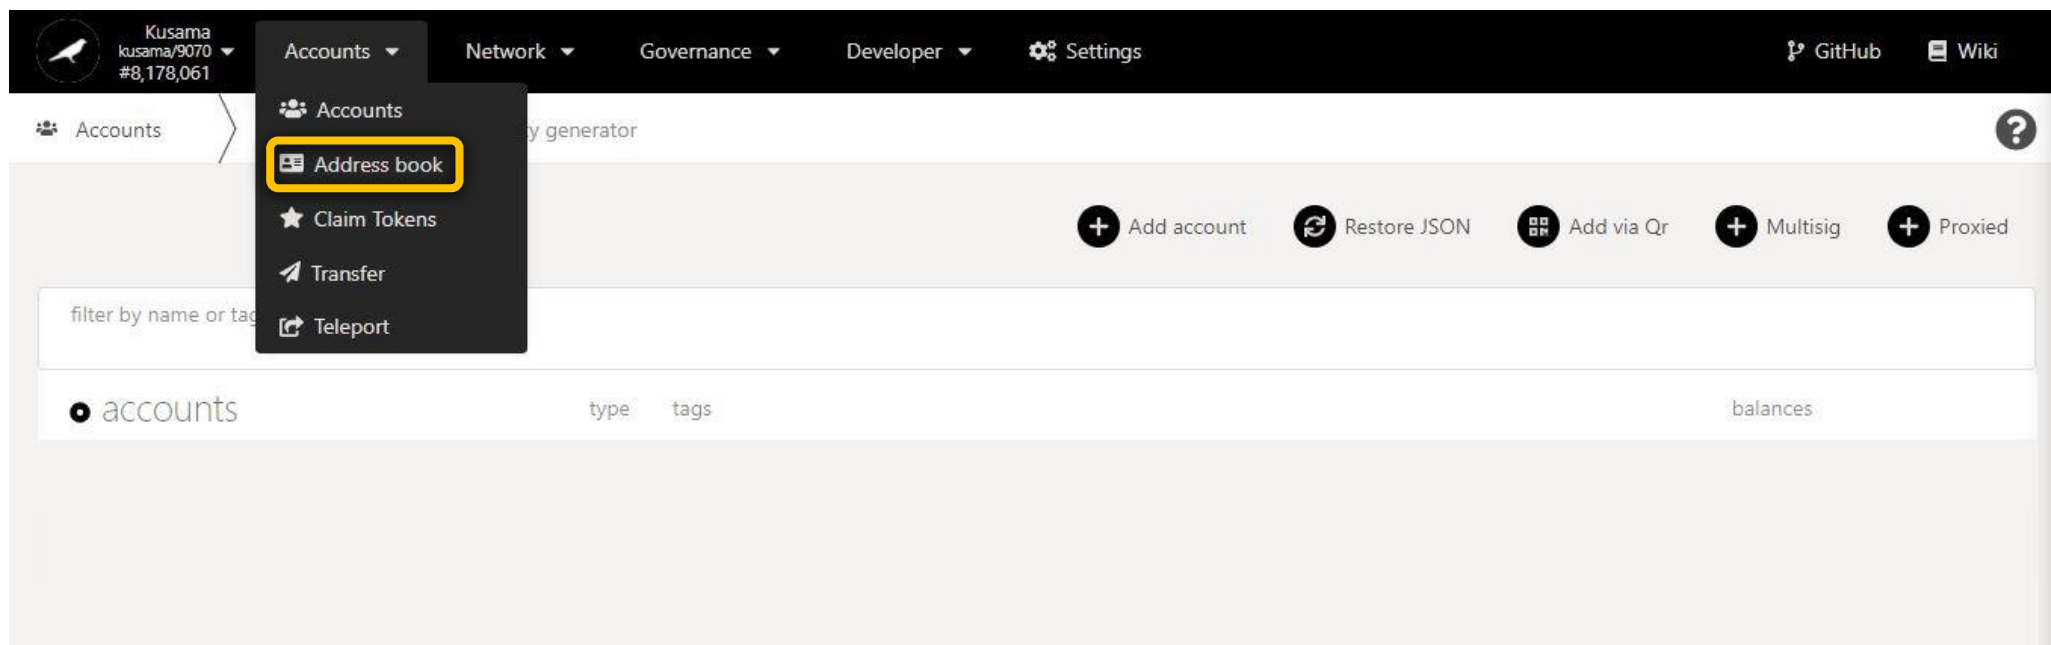 Kusama
kusama/9070
#8,178,061
Accounts
Network
Governance
Developer
Settings
GitHub
Wiki
Accounts
Address book
Claim Tokens
Transfer
Teleport
Accounts
generator
Add account
Restore JSON
Add via Qr
Multisig
Proxied
filter by name or
accounts
type
tags
balances